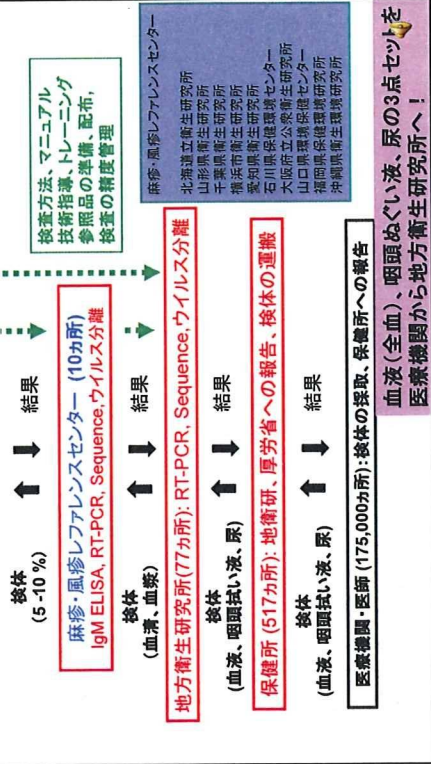 検査方法、マニュアル
技術指導、トレーニング
参照品の準備、配布、
検査の精度管理
検体
(5-10 %)
結果
麻疹・風疹レファレンスセンター (10ヵ所)
IgM ELISA, RT-PCR, Sequence, ウイルス分離
検体
(血清、血漿)
結果
地方衛生研究所(77ヵ所): RT-PCR, Sequence, ウイルス分離
検体
(血液、咽頭拭い液、尿)
結果
保健所 (517ヵ所): 地衛研、厚労省への報告、検体の運搬
検体
(血液、咽頭拭い液、尿)
結果
医療機関・医師 (175,000ヵ所): 検体の採取、保健所への報告
麻疹・風疹レファレンスセンター
北海道立衛生研究所
山形県衛生研究所
千葉県衛生研究所
横浜市衛生研究所
愛知県衛生研究所
石川県保健環境センター
大阪府立公衆衛生研究所
山口県環境保健センター
福岡県保健環境研究所
沖縄県衛生環境研究所
血液(全血)、咽頭ぬぐい液、尿の3点セットを
医療機関から地方衛生研究所へ!